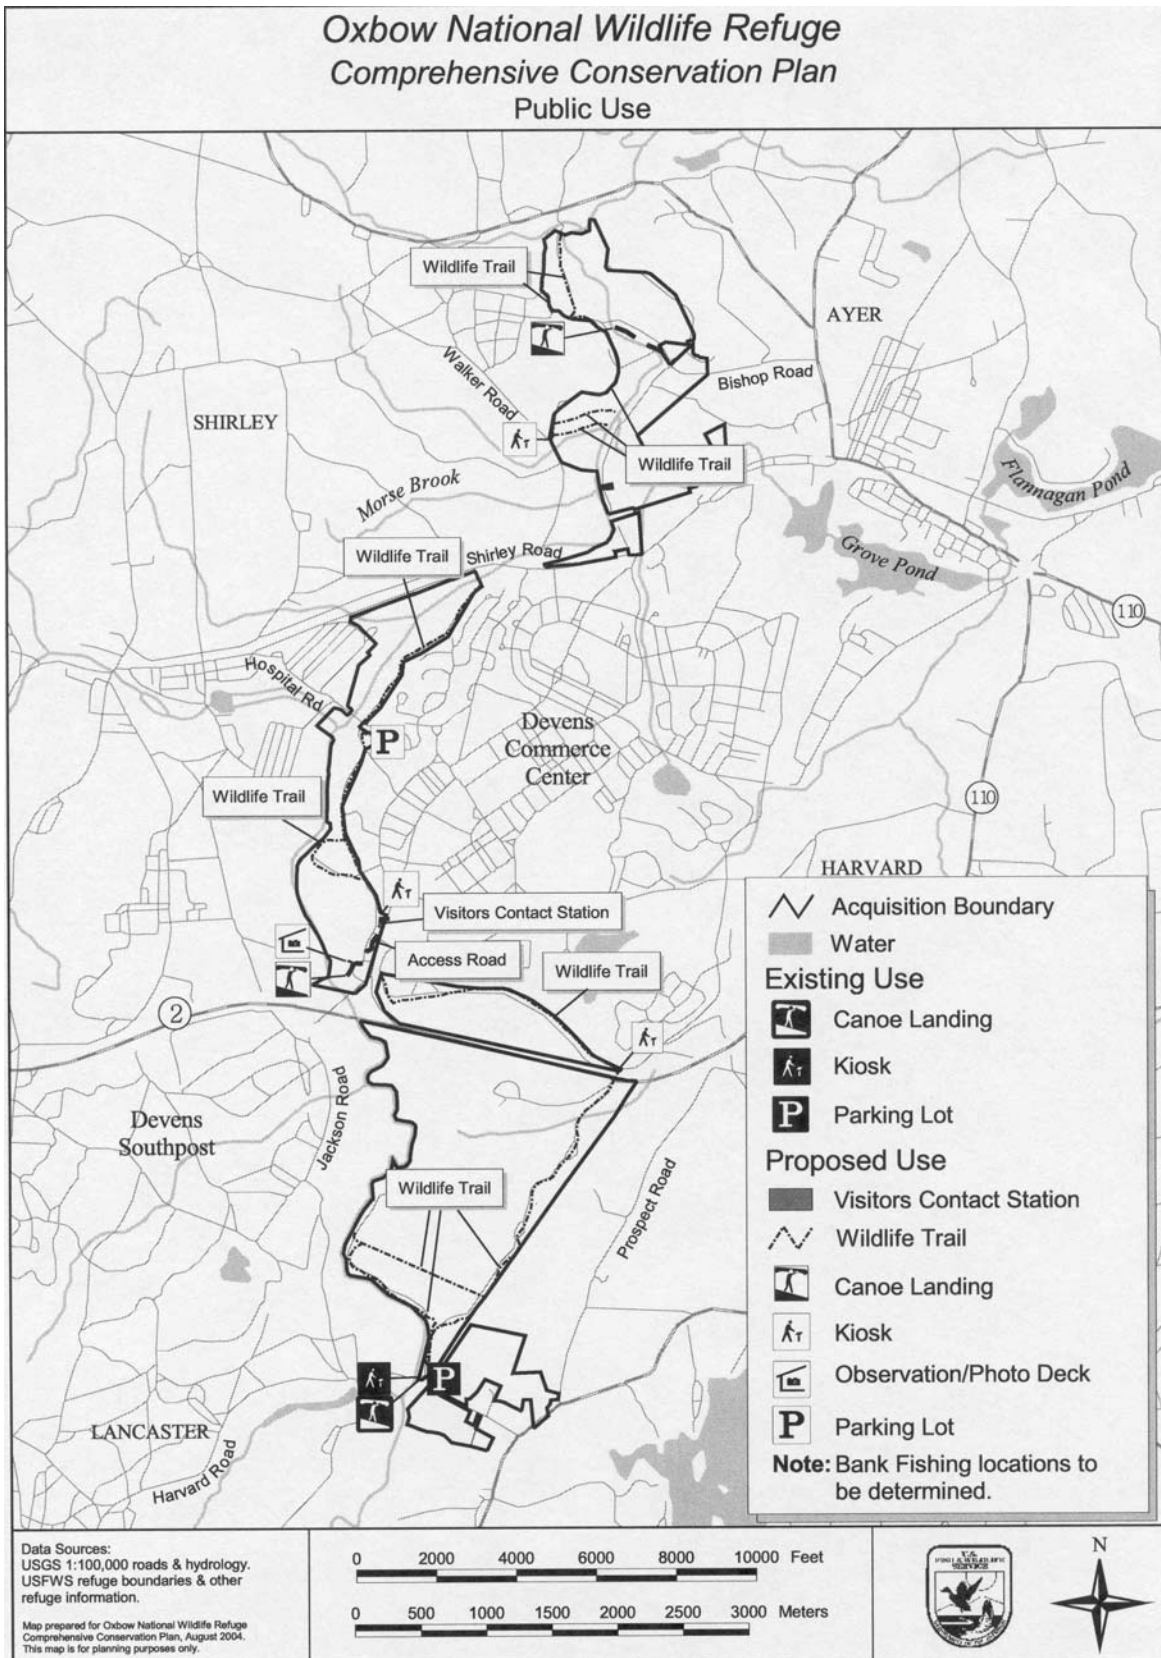 Oxbow National Wildlife Refuge
Comprehensive Conservation Plan
Public Use
Wildlife Trail
AYER
Walker Road
Bishop Road
SHIRLEY
Wildlife Trail
Flannagan Pond
Morse Brook
Shirley Road
Wildlife Trail
Grove Pond
110
Hospital Rd
P
Devens
Commerce
Center
Wildlife Trail
110
HARVARD
Visitors Contact Station
Access Road
Wildlife Trail
2
Jackson Road
Devens
Southpost
Wildlife Trail
Prospect Road
P
LANCASTER
Harvard Road
Acquisition Boundary
Water
Existing Use
Canoe Landing
Kiosk
P Parking Lot
Proposed Use
Visitors Contact Station
Wildlife Trail
Canoe Landing
Kiosk
Observation/Photo Deck
P Parking Lot
Note: Bank Fishing locations to
be determined.
Data Sources:
USGS 1:100,000 roads & hydrology.
USFWS refuge boundaries & other
refuge information.
Map prepared for Oxbow National Wildlife Refuge
Comprehensive Conservation Plan, August 2004.
This map is for planning purposes only.
0 2000 4000 6000 8000 10000 Feet
0 500 1000 1500 2000 2500 3000 Meters
U.S.
FISH & WILDLIFE
SERVICE
N